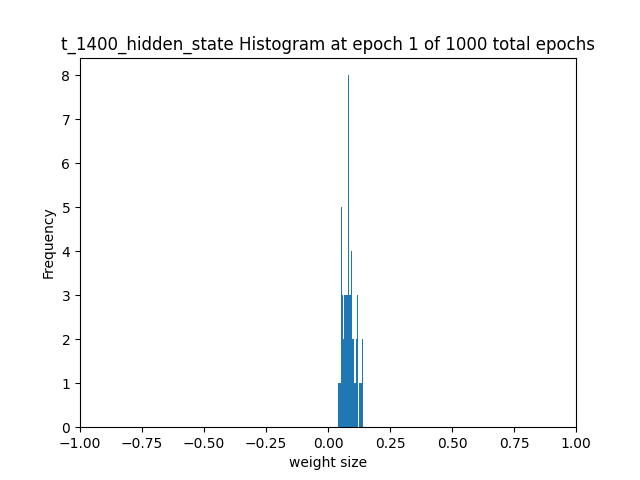 t_1400_hidden_state Histogram at epoch 1 of 1000 total epochs
8
7
6
5
4
3
2
1
0
Frequency
−1.00 −0.75 −0.50 −0.25 0.00 0.25 0.50 0.75 1.00
weight size